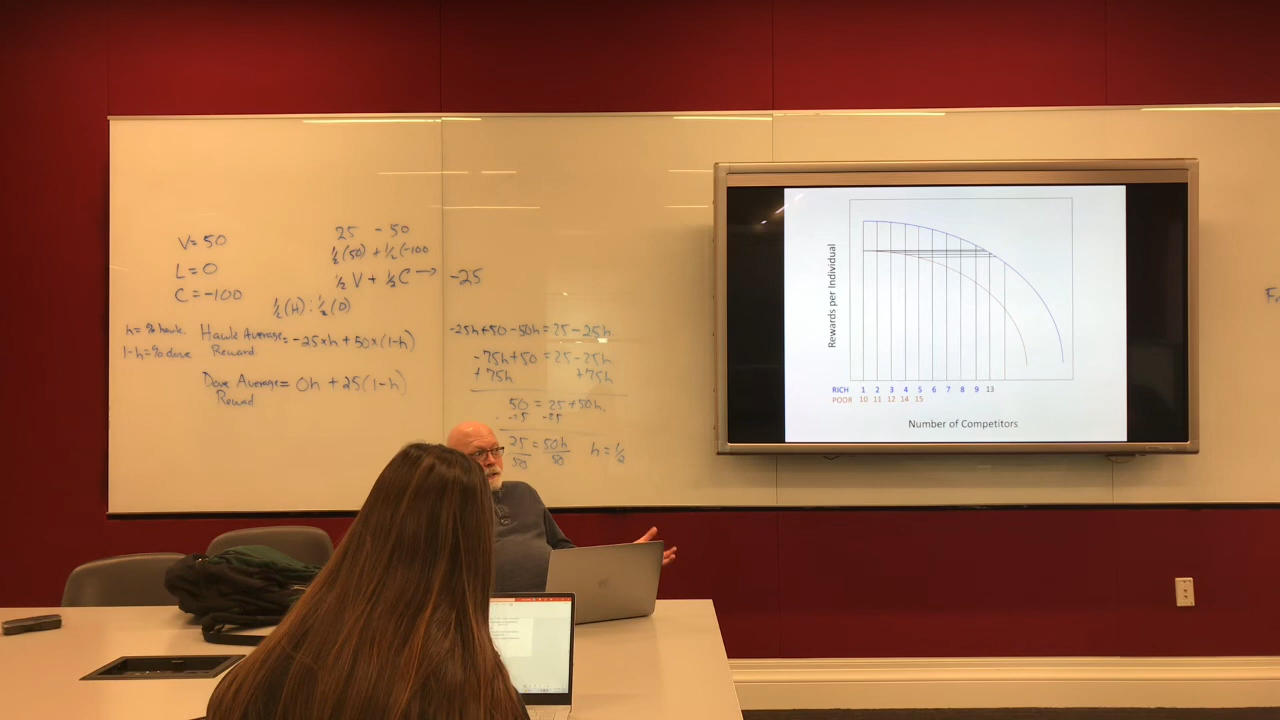 V=50
L=0
C=-100
25 -50
½(50)+½(-100
½V+½C→ -25
½(H):½(D)
h=% hawk.
1-h=% dove
Hawk Average Reward = -25×h+50×(1-h)
Dove Average Reward = 0h+25(1-h)
-25h+50-50h=25-25h
-75h+50=25-25h
+75h +75h
50=25+50h
-25 -25
25/50=50h/50 h=½
Rewards per Individual
RICH 1 2 3 4 5 6 7 8 9 13
POOR 10 11 12 14 15
Number of Competitors